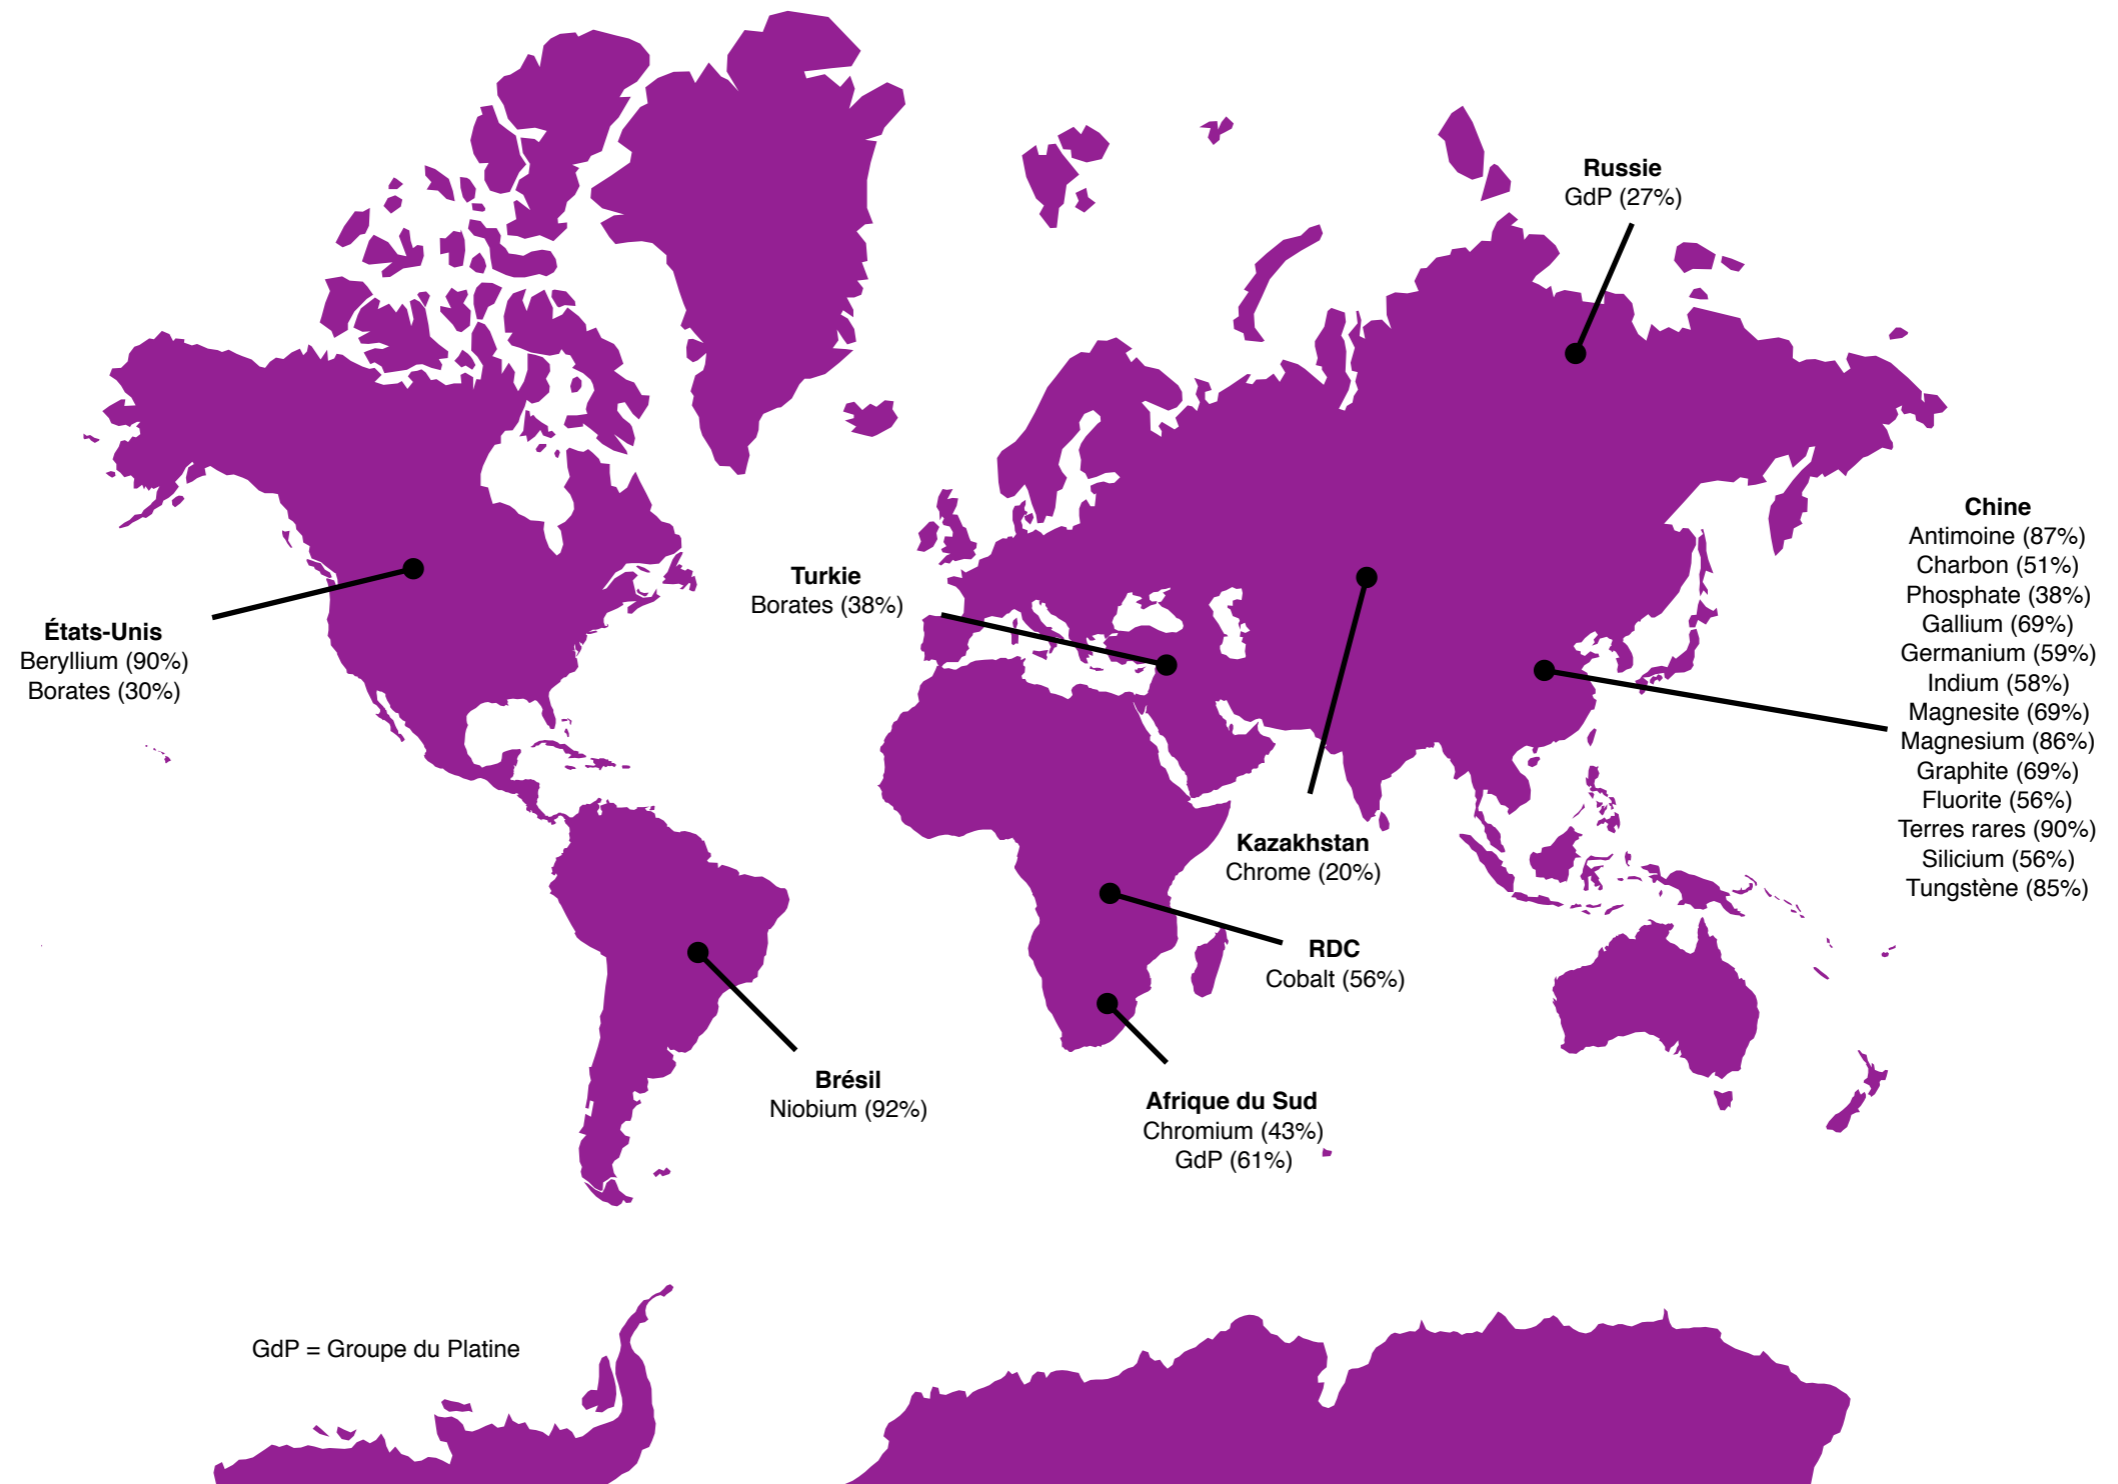 Russie
GdP (27%)
Chine
Antimoine (87%)
Charbon (51%)
Phosphate (38%)
Gallium (69%)
Germanium (59%)
Indium (58%)
Magnesite (69%)
Magnesium (86%)
Graphite (69%)
Fluorite (56%)
Terres rares (90%)
Silicium (56%)
Tungstène (85%)
Turkie
Borates (38%)
États-Unis
Beryllium (90%)
Borates (30%)
Kazakhstan
Chrome (20%)
RDC
Cobalt (56%)
Brésil
Niobium (92%)
Afrique du Sud
Chromium (43%)
GdP (61%)
GdP = Groupe du Platine